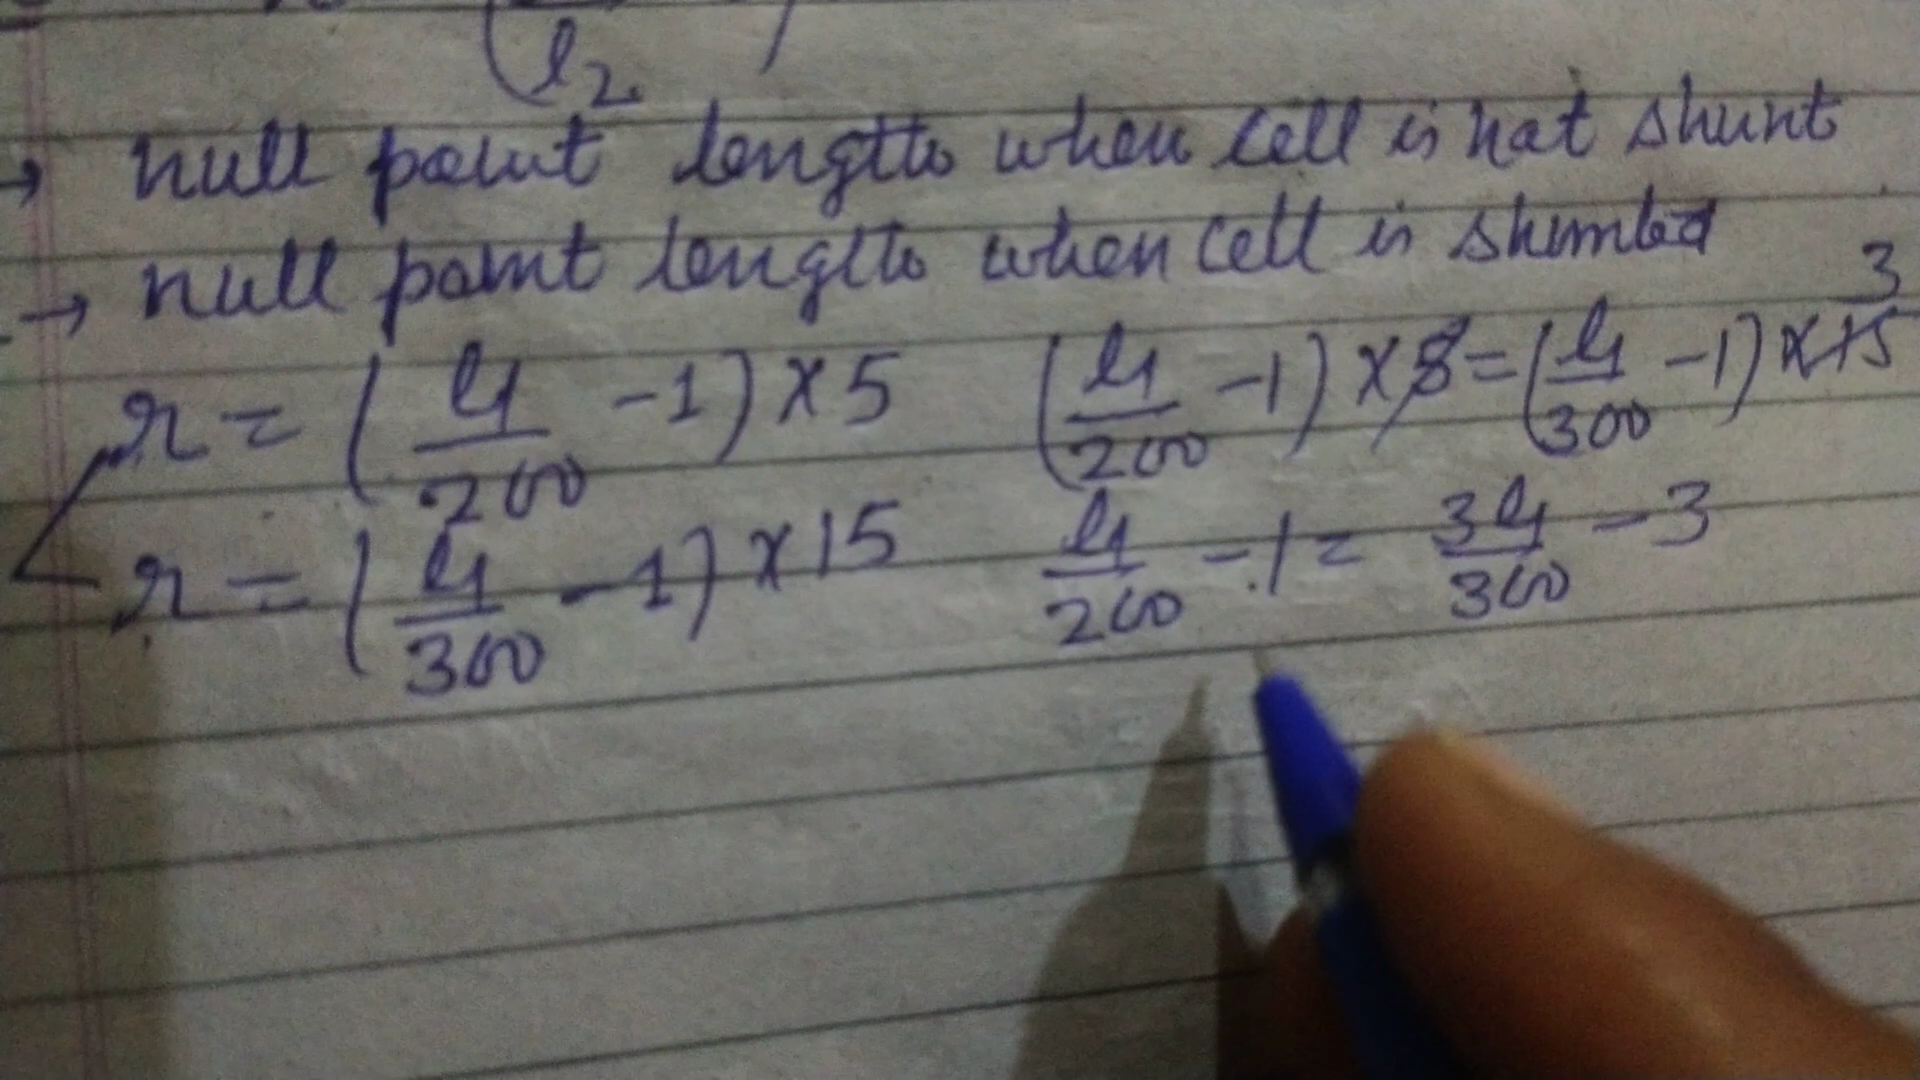 l2
→ null point length when cell is not shunt
→ null point length when cell is shunted
r = (l1/200 - 1) × 5 (l1/200 - 1) × 5 = (l1/300 - 1) × 15 3
r = (l1/300 - 1) × 15 l1/200 - 1 = 3l1/300 - 3